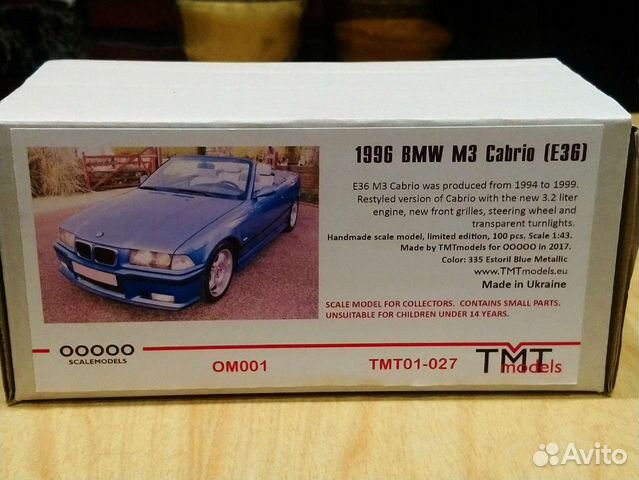 1996 BMW M3 Cabrio (E36)
E36 M3 Cabrio was produced from 1994 to 1999.
Restyled version of Cabrio with the new 3.2 liter
engine, new front grilles, steering wheel and
transparent turnlights.
Handmade scale model, limited edition, 100 pcs. Scale 1:43.
Made by TMTmodels for OOOOO in 2017.
Color: 335 Estoril Blue Metallic
www.TMTmodels.eu
Made in Ukraine
SCALE MODEL FOR COLLECTORS. CONTAINS SMALL PARTS.
UNSUITABLE FOR CHILDREN UNDER 14 YEARS.
OOOOO
SCALEMODELS
OM001
TMT01-027
TMT
models
Avito